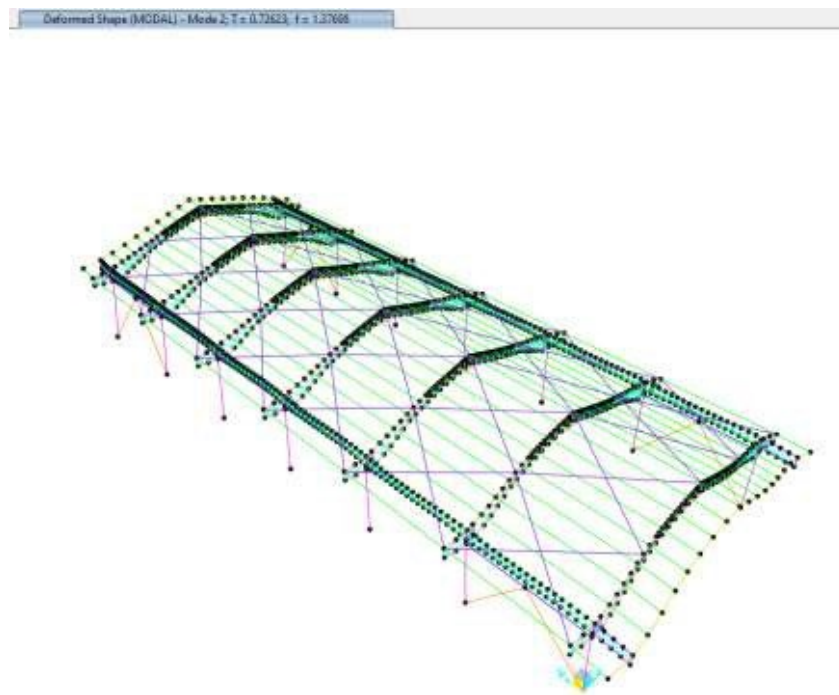 Deformed Shape (MODAL) - Mode 2; T = 0.72623; f = 1.37698